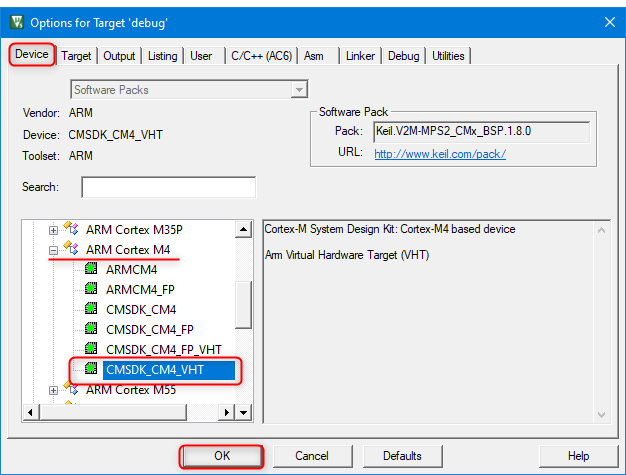 Options for Target 'debug'
Device Target Output Listing User C/C++ (AC6) Asm Linker Debug Utilities
Software Packs
Vendor: ARM
Device: CMSDK_CM4_VHT
Toolset: ARM
Search:
Software Pack
Pack: Keil.V2M-MPS2_CMx_BSP.1.8.0
URL: http://www.keil.com/pack/
ARM Cortex M35P
ARM Cortex M4
ARMCM4
ARMCM4_FP
CMSDK_CM4
CMSDK_CM4_FP
CMSDK_CM4_FP_VHT
CMSDK_CM4_VHT
ARM Cortex M55
Cortex-M System Design Kit: Cortex-M4 based device
Arm Virtual Hardware Target (VHT)
OK Cancel Defaults Help